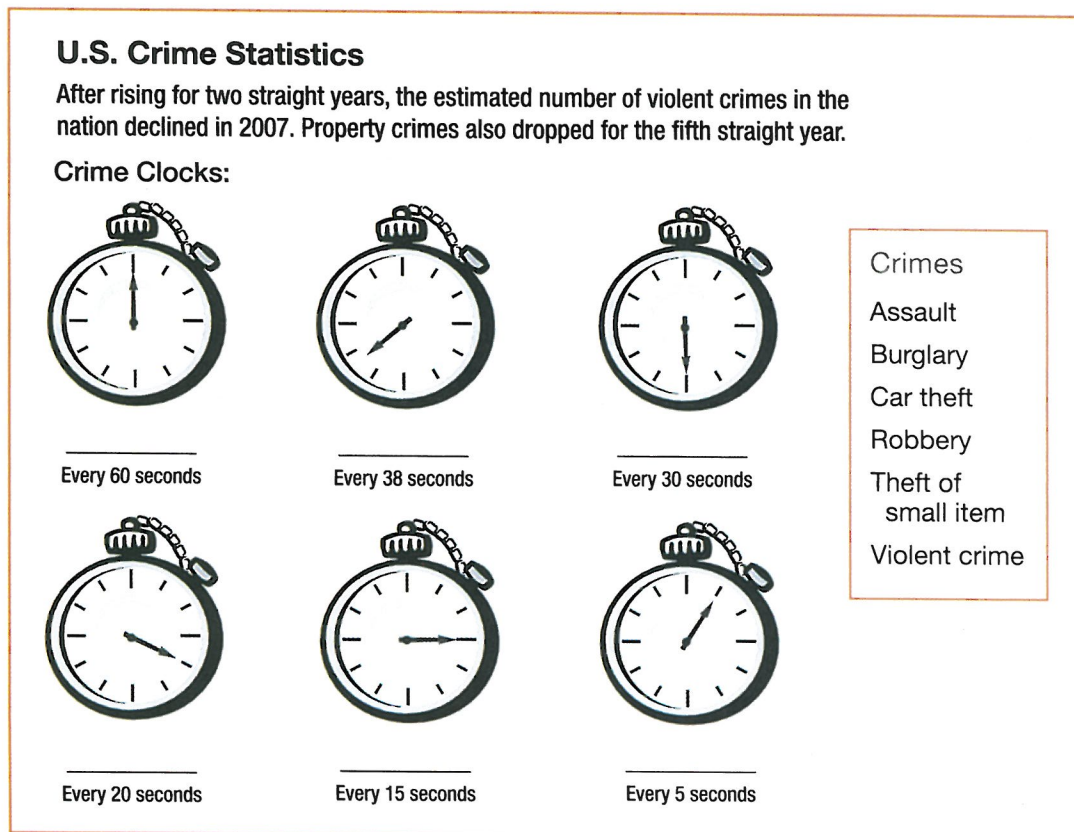 U.S. Crime Statistics
After rising for two straight years, the estimated number of violent crimes in the
nation declined in 2007. Property crimes also dropped for the fifth straight year.
Crime Clocks:
Every 60 seconds
Every 38 seconds
Every 30 seconds
Every 20 seconds
Every 15 seconds
Every 5 seconds
Crimes
Assault
Burglary
Car theft
Robbery
Theft of
small item
Violent crime